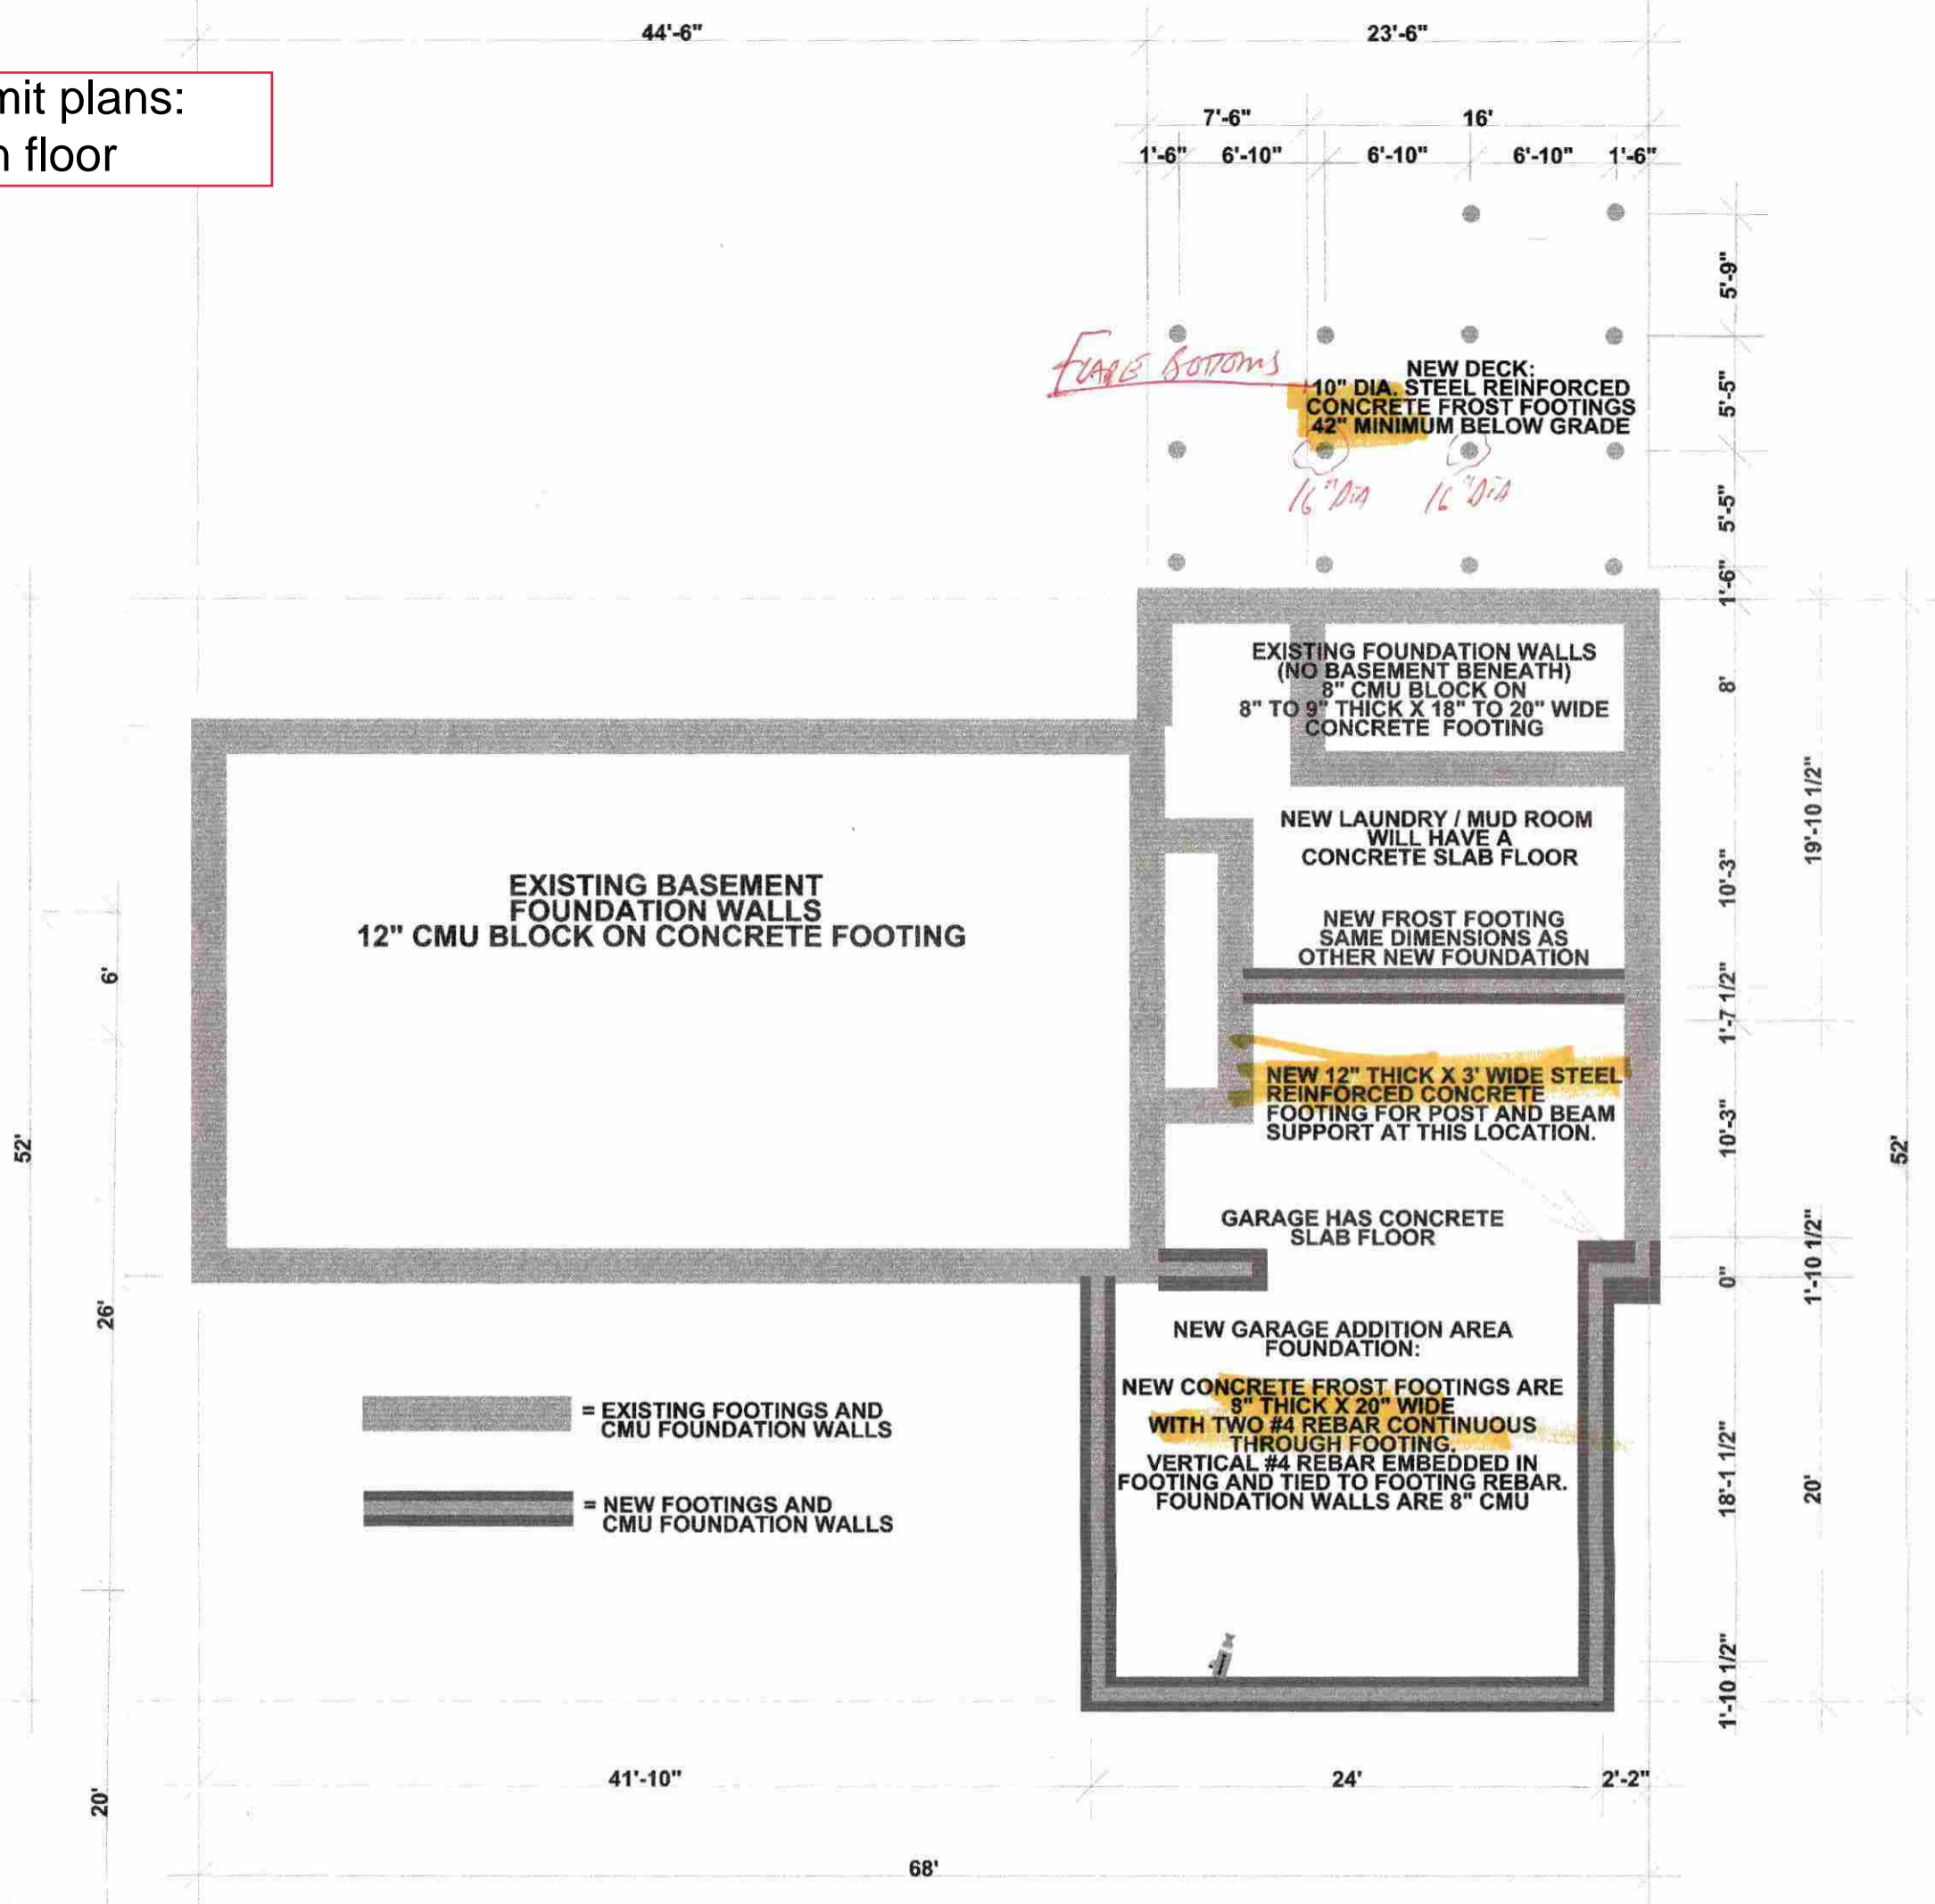 44'-6"
23'-6"
mit plans:
n floor
7'-6"
16'
1'-6"
6'-10"
6'-10"
6'-10"
1'-6"
5'-9"
FLARE BOTTOMS
NEW DECK:
10" DIA. STEEL REINFORCED
CONCRETE FROST FOOTINGS
42" MINIMUM BELOW GRADE
5'-5"
16" DIA
16" DIA
5'-5"
1'-6"
EXISTING FOUNDATION WALLS
(NO BASEMENT BENEATH)
8" CMU BLOCK ON
8" TO 9" THICK X 18" TO 20" WIDE
CONCRETE FOOTING
8'
NEW LAUNDRY / MUD ROOM
WILL HAVE A
CONCRETE SLAB FLOOR
19'-10 1/2"
10'-3"
EXISTING BASEMENT
FOUNDATION WALLS
12" CMU BLOCK ON CONCRETE FOOTING
NEW FROST FOOTING
SAME DIMENSIONS AS
OTHER NEW FOUNDATION
6'
1'-7 1/2"
NEW 12" THICK X 3' WIDE STEEL
REINFORCED CONCRETE
FOOTING FOR POST AND BEAM
SUPPORT AT THIS LOCATION.
10'-3"
52'
52'
GARAGE HAS CONCRETE
SLAB FLOOR
0"
1'-10 1/2"
26'
NEW GARAGE ADDITION AREA
FOUNDATION:
NEW CONCRETE FROST FOOTINGS ARE
8" THICK X 20" WIDE
WITH TWO #4 REBAR CONTINUOUS
THROUGH FOOTING.
VERTICAL #4 REBAR EMBEDDED IN
FOOTING AND TIED TO FOOTING REBAR.
FOUNDATION WALLS ARE 8" CMU
= EXISTING FOOTINGS AND
CMU FOUNDATION WALLS
= NEW FOOTINGS AND
CMU FOUNDATION WALLS
18'-1 1/2"
20'
1'-10 1/2"
41'-10"
24'
2'-2"
20'
68'